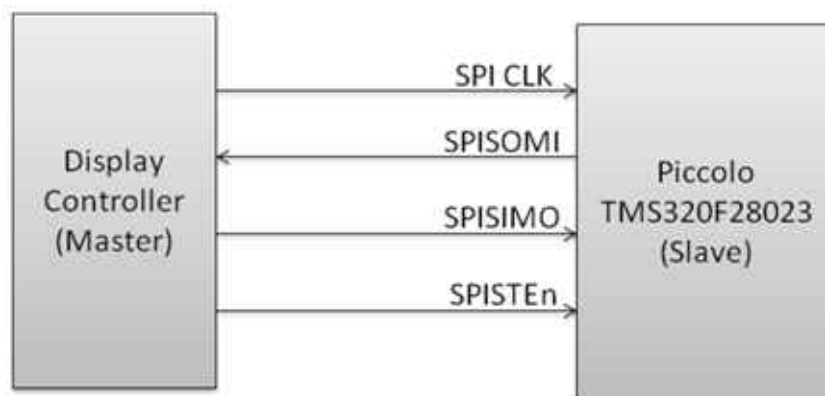 Display
Controller
(Master)
SPI CLK
SPISOMI
SPISIMO
SPISTEn
Piccolo
TMS320F28023
(Slave)